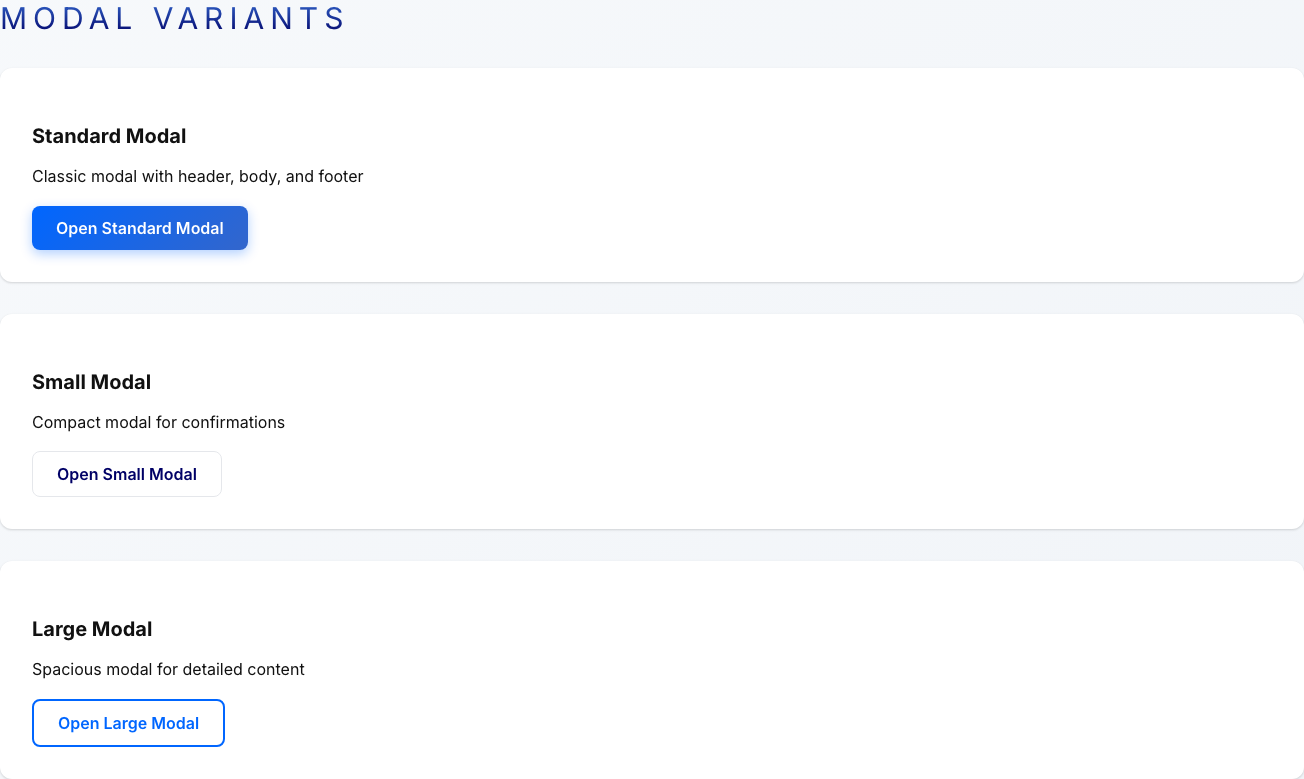 MODAL VARIANTS
Standard Modal
Classic modal with header, body, and footer
Open Standard Modal
Small Modal
Compact modal for confirmations
Open Small Modal
Large Modal
Spacious modal for detailed content
Open Large Modal